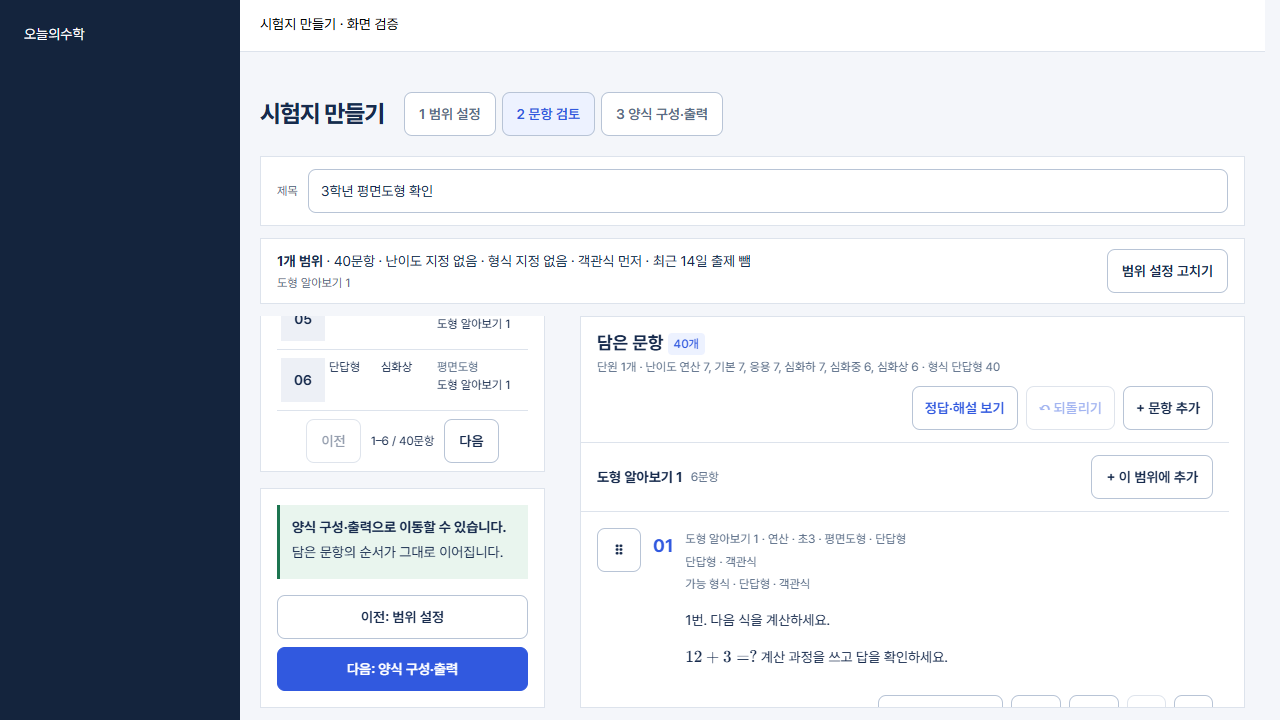 오늘의수학
시험지 만들기 · 화면 검증
시험지 만들기
1 범위 설정
2 문항 검토
3 양식 구성·출력
제목
3학년 평면도형 확인
1개 범위 · 40문항 · 난이도 지정 없음 · 형식 지정 없음 · 객관식 먼저 · 최근 14일 출제 뺌
도형 알아보기 1
범위 설정 고치기
05
도형 알아보기 1
06 단답형 심화상 평면도형
도형 알아보기 1
이전
1–6 / 40문항
다음
양식 구성·출력으로 이동할 수 있습니다.
담은 문항의 순서가 그대로 이어집니다.
이전: 범위 설정
다음: 양식 구성·출력
담은 문항 40개
단원 1개 · 난이도 연산 7, 기본 7, 응용 7, 심화하 7, 심화중 6, 심화상 6 · 형식 단답형 40
정답·해설 보기
↶ 되돌리기
+ 문항 추가
도형 알아보기 1 6문항
+ 이 범위에 추가
01
도형 알아보기 1 · 연산 · 초3 · 평면도형 · 단답형
단답형 · 객관식
가능 형식 · 단답형 · 객관식
1번. 다음 식을 계산하세요.
12 + 3 =? 계산 과정을 쓰고 답을 확인하세요.